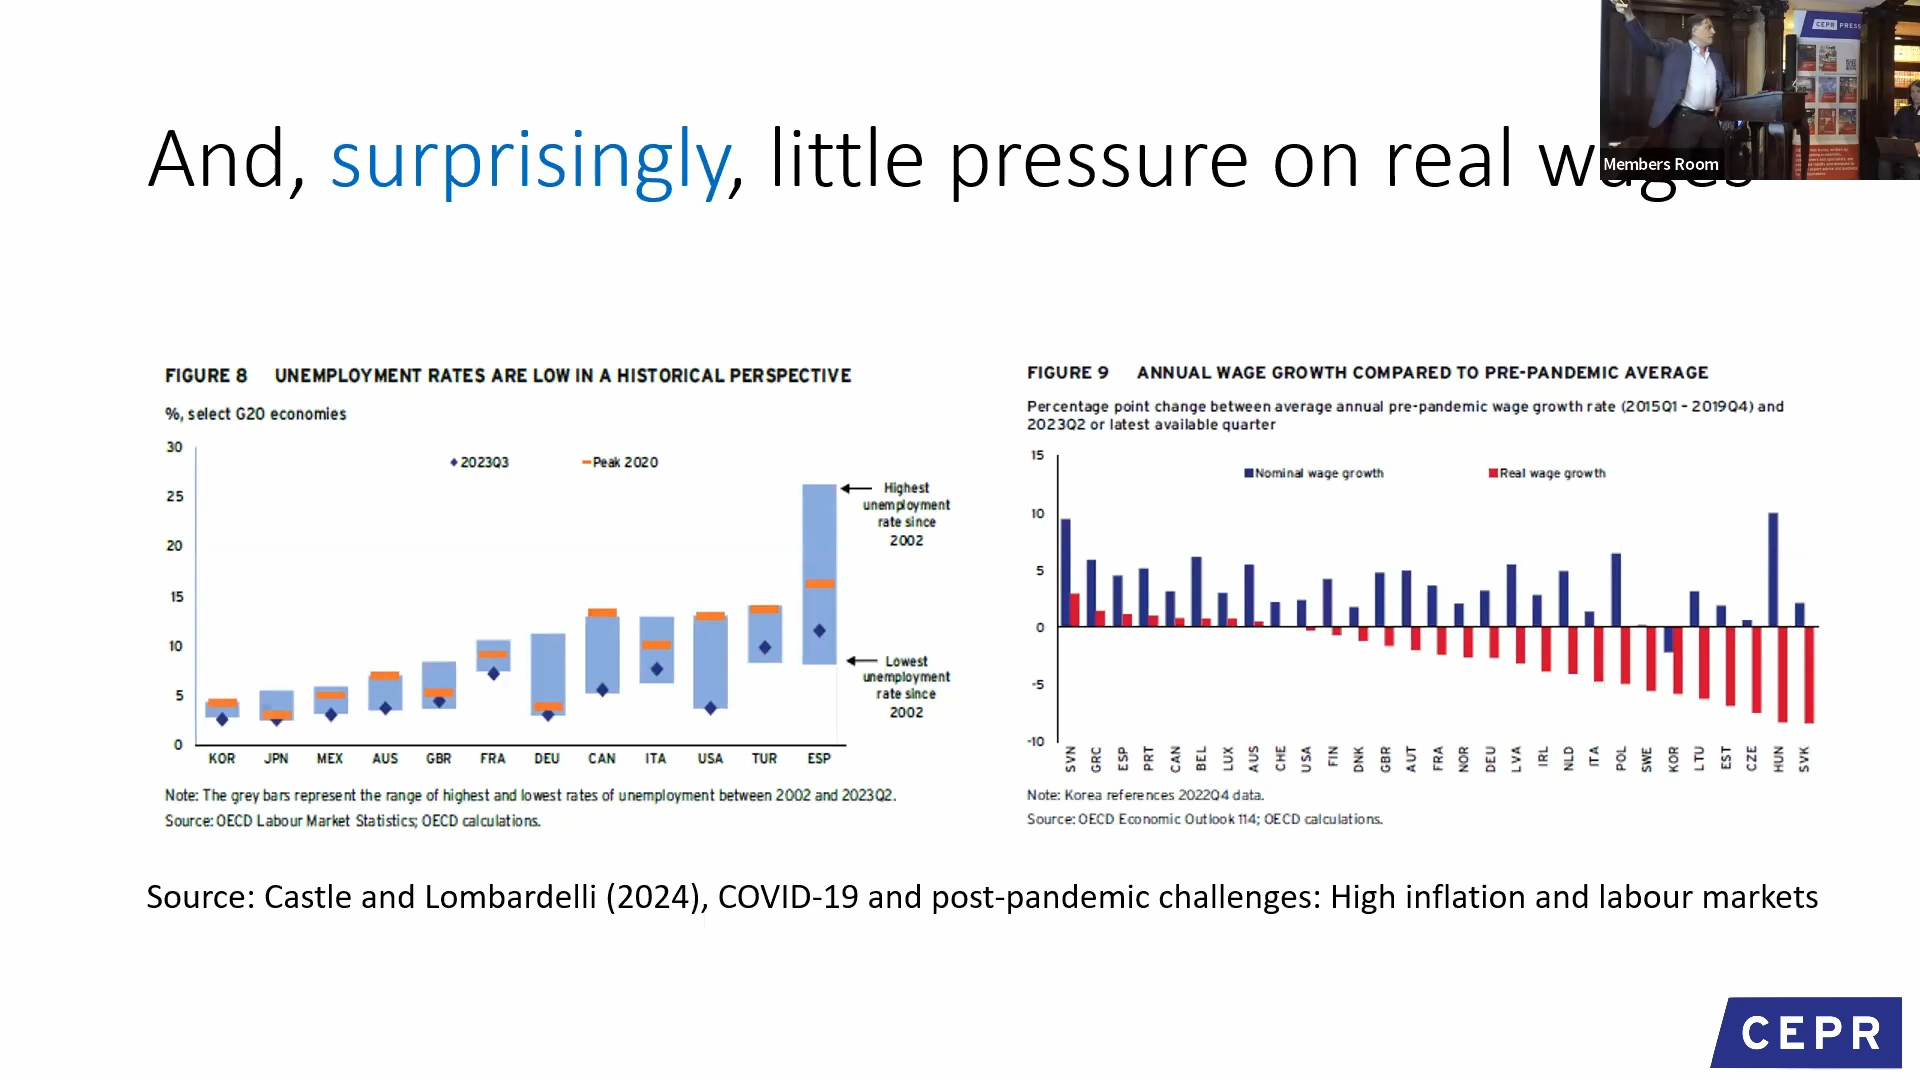 CEPR PRESS
Members Room
And, surprisingly, little pressure on real wages
FIGURE 8 UNEMPLOYMENT RATES ARE LOW IN A HISTORICAL PERSPECTIVE
%, select G20 economies
30
25
20
15
10
5
0
2023Q3
Peak 2020
Highest
unemployment
rate since
2002
Lowest
unemployment
rate since
2002
KOR JPN MEX AUS GBR FRA DEU CAN ITA USA TUR ESP
Note: The grey bars represent the range of highest and lowest rates of unemployment between 2002 and 2023Q2.
Source: OECD Labour Market Statistics; OECD calculations.
FIGURE 9 ANNUAL WAGE GROWTH COMPARED TO PRE-PANDEMIC AVERAGE
Percentage point change between average annual pre-pandemic wage growth rate (2015Q1 – 2019Q4) and
2023Q2 or latest available quarter
15
10
5
0
-5
-10
Nominal wage growth
Real wage growth
SVN GRC ESP PRT CAN BEL LUX AUS CHE USA FIN DNK GBR AUT FRA NOR DEU LVA IRL NLD ITA POL SWE KOR LTU EST CZE HUN SVK
Note: Korea references 2022Q4 data.
Source: OECD Economic Outlook 114; OECD calculations.
Source: Castle and Lombardelli (2024), COVID-19 and post-pandemic challenges: High inflation and labour markets
CEPR